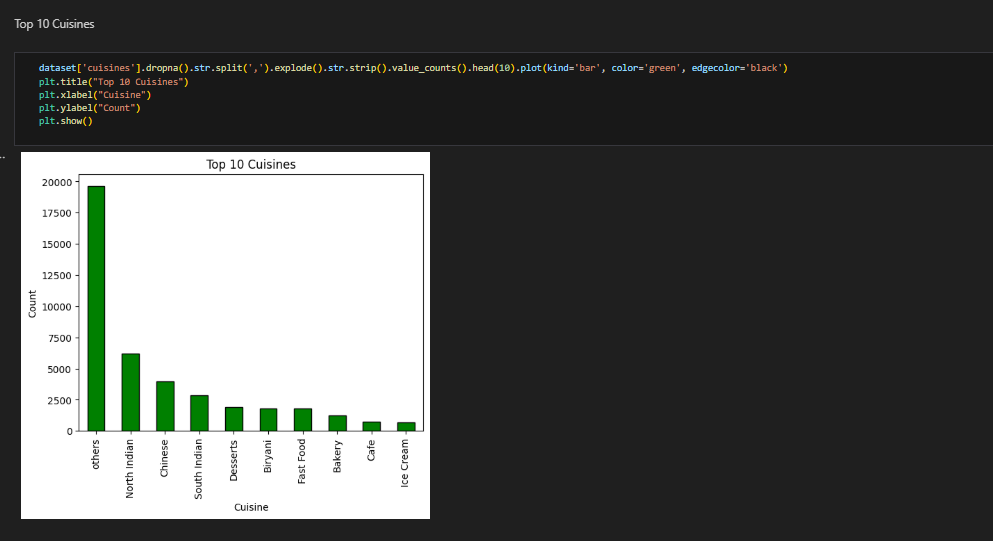 Top 10 Cuisines
dataset['cuisines'].dropna().str.split(',').explode().str.strip().value_counts().head(10).plot(kind='bar', color='green', edgecolor='black')
plt.title("Top 10 Cuisines")
plt.xlabel("Cuisine")
plt.ylabel("Count")
plt.show()
Top 10 Cuisines
20000
17500
15000
12500
10000
7500
5000
2500
0
Count
others
North Indian
Chinese
South Indian
Desserts
Biryani
Fast Food
Bakery
Cafe
Ice Cream
Cuisine